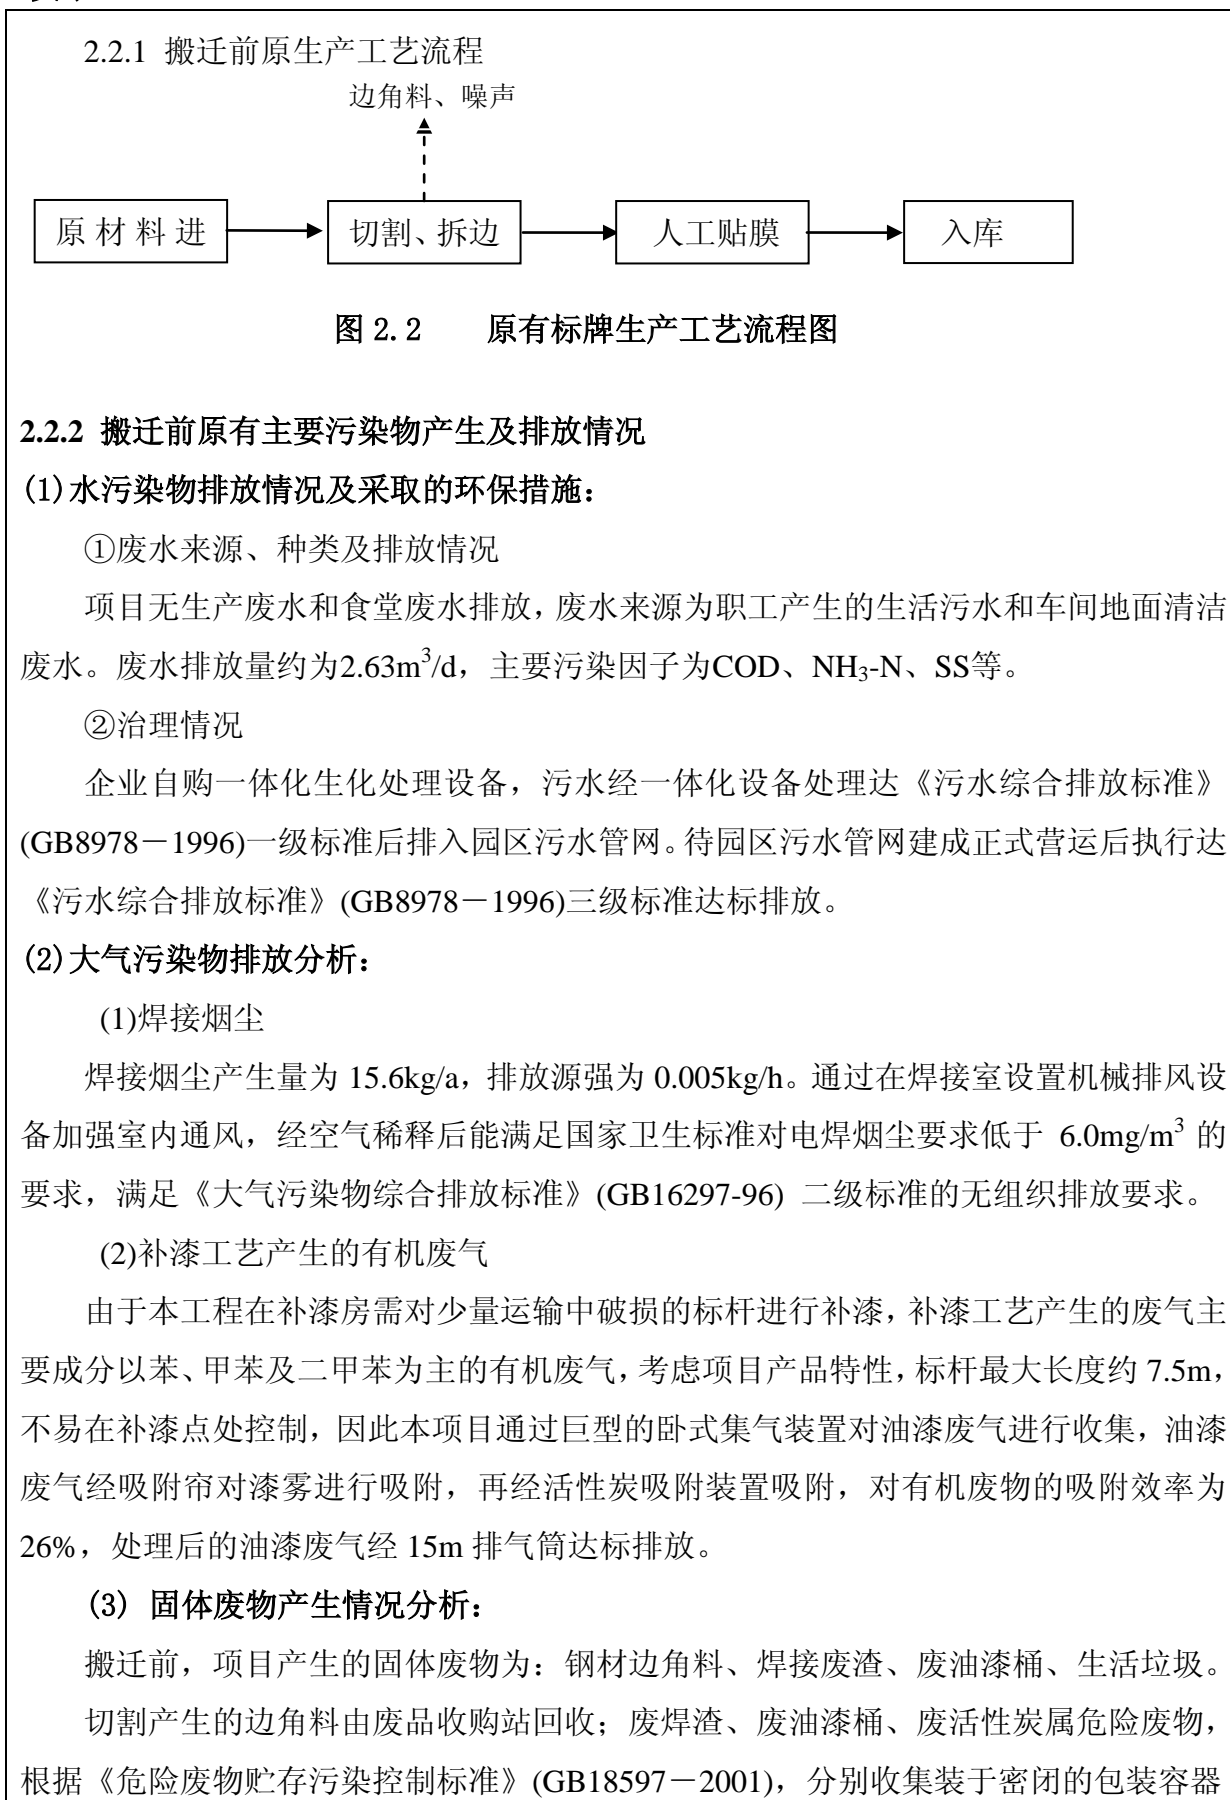 2.2.1 搬迁前原生产工艺流程
边角料、噪声
原 材 料 进
切割、拆边
人工贴膜
入库
图 2.2 原有标牌生产工艺流程图
2.2.2 搬迁前原有主要污染物产生及排放情况
(1)水污染物排放情况及采取的环保措施：
①废水来源、种类及排放情况
项目无生产废水和食堂废水排放，废水来源为职工产生的生活污水和车间地面清洁
废水。废水排放量约为2.63m³/d，主要污染因子为COD、NH₃-N、SS等。
②治理情况
企业自购一体化生化处理设备，污水经一体化设备处理达《污水综合排放标准》
(GB8978－1996)一级标准后排入园区污水管网。待园区污水管网建成正式营运后执行达
《污水综合排放标准》(GB8978－1996)三级标准达标排放。
(2)大气污染物排放分析：
(1)焊接烟尘
焊接烟尘产生量为 15.6kg/a，排放源强为 0.005kg/h。通过在焊接室设置机械排风设
备加强室内通风，经空气稀释后能满足国家卫生标准对电焊烟尘要求低于 6.0mg/m³ 的
要求，满足《大气污染物综合排放标准》(GB16297-96) 二级标准的无组织排放要求。
(2)补漆工艺产生的有机废气
由于本工程在补漆房需对少量运输中破损的标杆进行补漆，补漆工艺产生的废气主
要成分以苯、甲苯及二甲苯为主的有机废气，考虑项目产品特性，标杆最大长度约 7.5m，
不易在补漆点处控制，因此本项目通过巨型的卧式集气装置对油漆废气进行收集，油漆
废气经吸附帘对漆雾进行吸附，再经活性炭吸附装置吸附，对有机废物的吸附效率为
26%，处理后的油漆废气经 15m 排气筒达标排放。
(3) 固体废物产生情况分析：
搬迁前，项目产生的固体废物为：钢材边角料、焊接废渣、废油漆桶、生活垃圾。
切割产生的边角料由废品收购站回收；废焊渣、废油漆桶、废活性炭属危险废物，
根据《危险废物贮存污染控制标准》(GB18597－2001)，分别收集装于密闭的包装容器